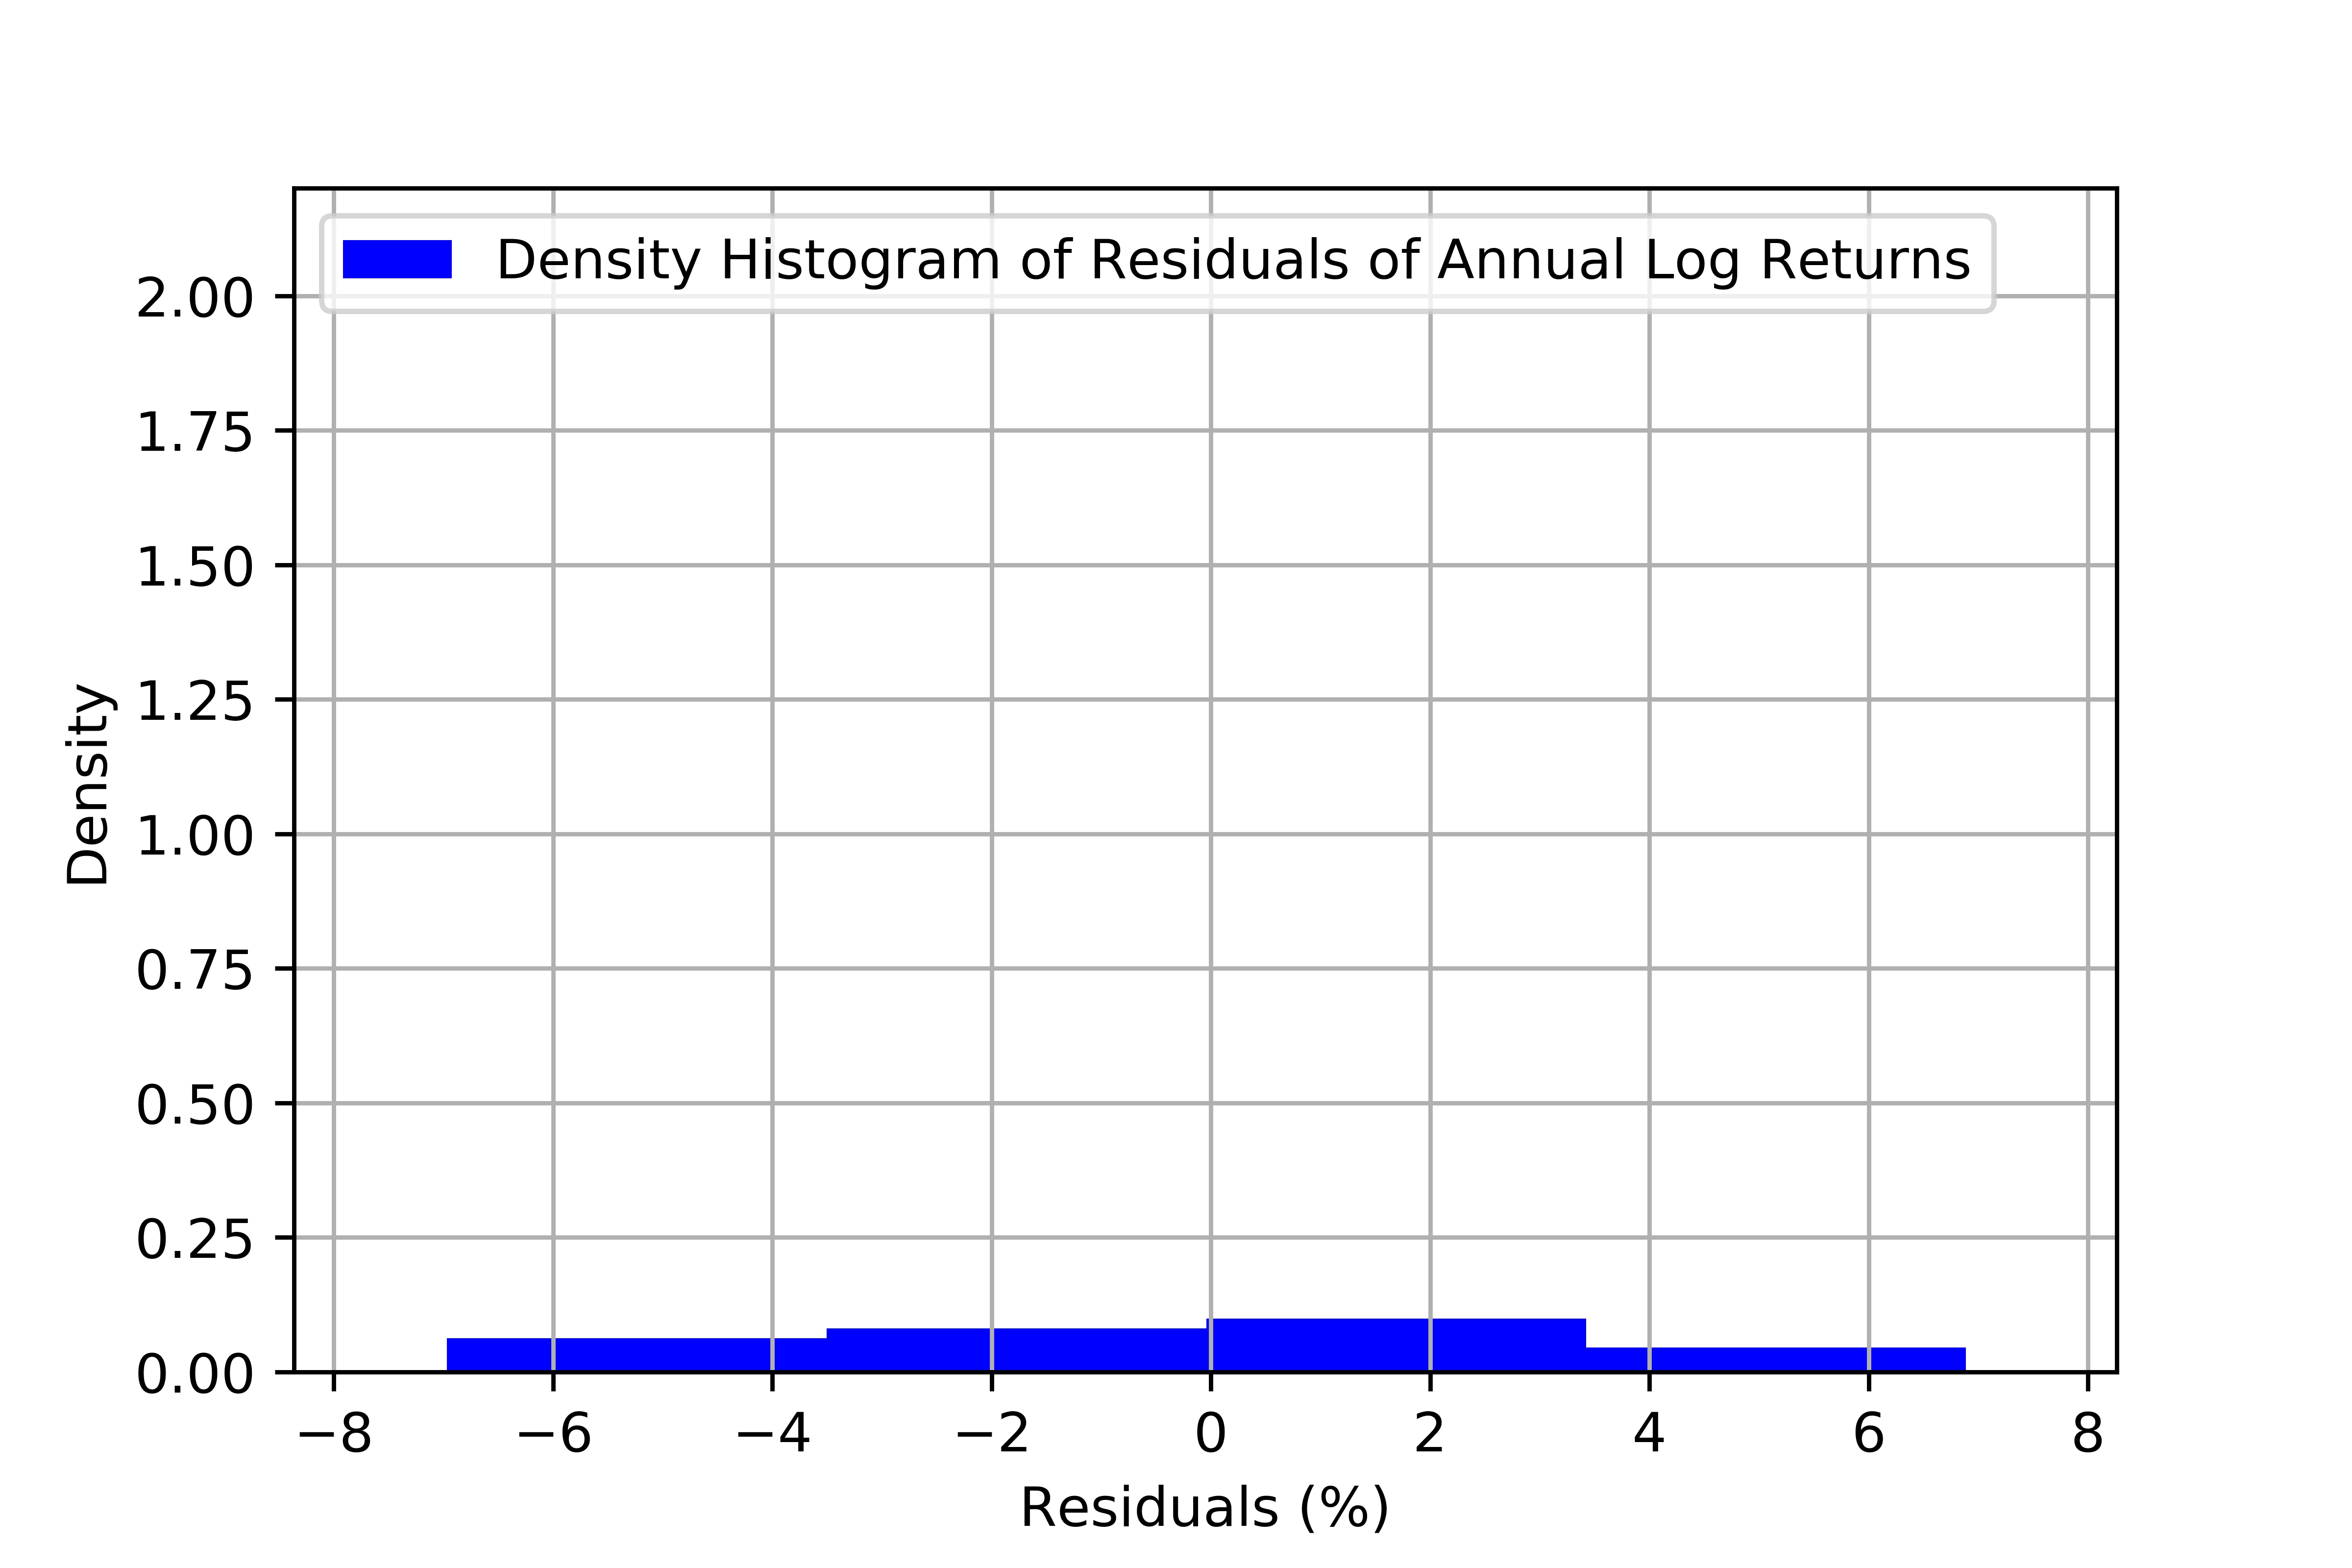 Density Histogram of Residuals of Annual Log Returns
2.00
1.75
1.50
1.25
1.00
0.75
0.50
0.25
0.00
Density
−8 −6 −4 −2 0 2 4 6 8
Residuals (%)